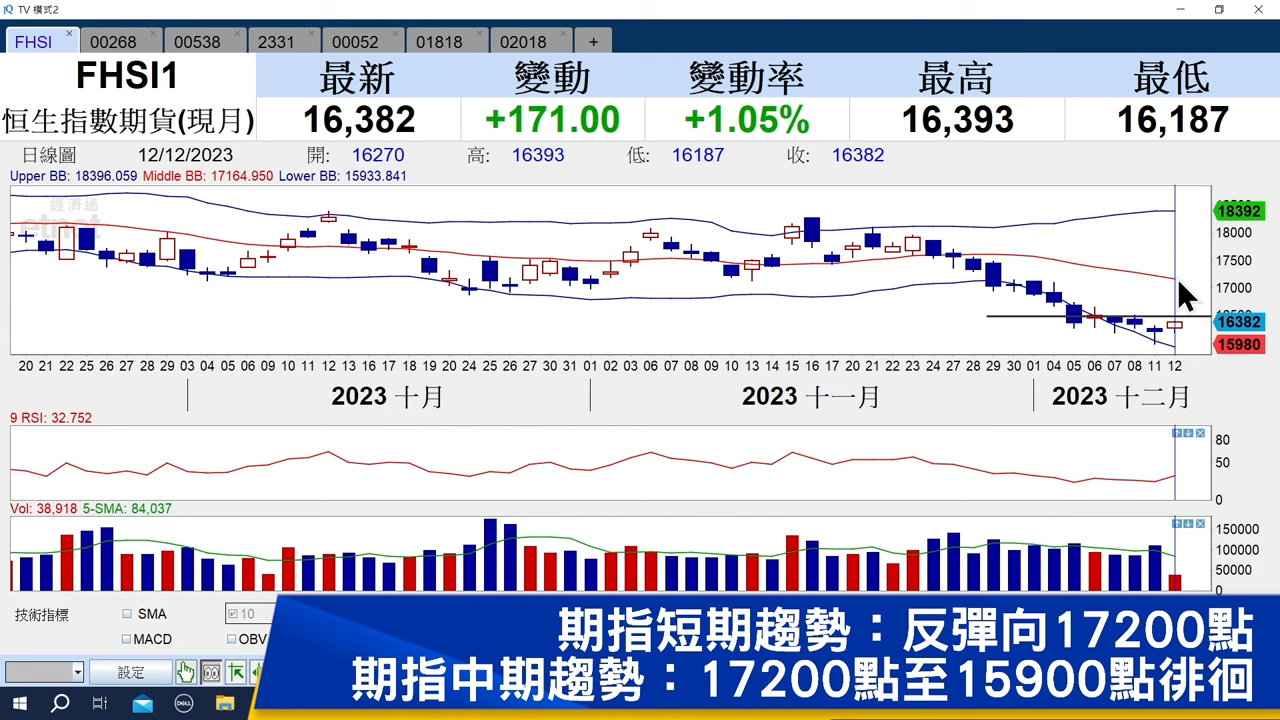 TV 模式2
FHSI 00268 00538 2331 00052 01818 02018 +
FHSI1 最新 變動 變動率 最高 最低
恒生指數期貨(現月) 16,382 +171.00 +1.05% 16,393 16,187
日線圖 12/12/2023 開: 16270 高: 16393 低: 16187 收: 16382
Upper BB: 18396.059 Middle BB: 17164.950 Lower BB: 15933.841
經濟通
etnet
18392
18000
17500
17000
16382
15980
20 21 22 25 26 27 28 29 03 04 05 06 09 10 11 12 13 16 17 18 19 20 24 25 26 27 30 31 01 02 03 06 07 08 09 10 13 14 15 16 17 20 21 22 23 24 27 28 29 30 01 04 05 06 07 08 11 12
2023 十月 2023 十一月 2023 十二月
9 RSI: 32.752
80
50
0
Vol: 38,918 5-SMA: 84,037
150000
100000
50000
0
技術指標 SMA 10
MACD OBV
設定
期指短期趨勢：反彈向17200點
期指中期趨勢：17200點至15900點徘徊
DELL